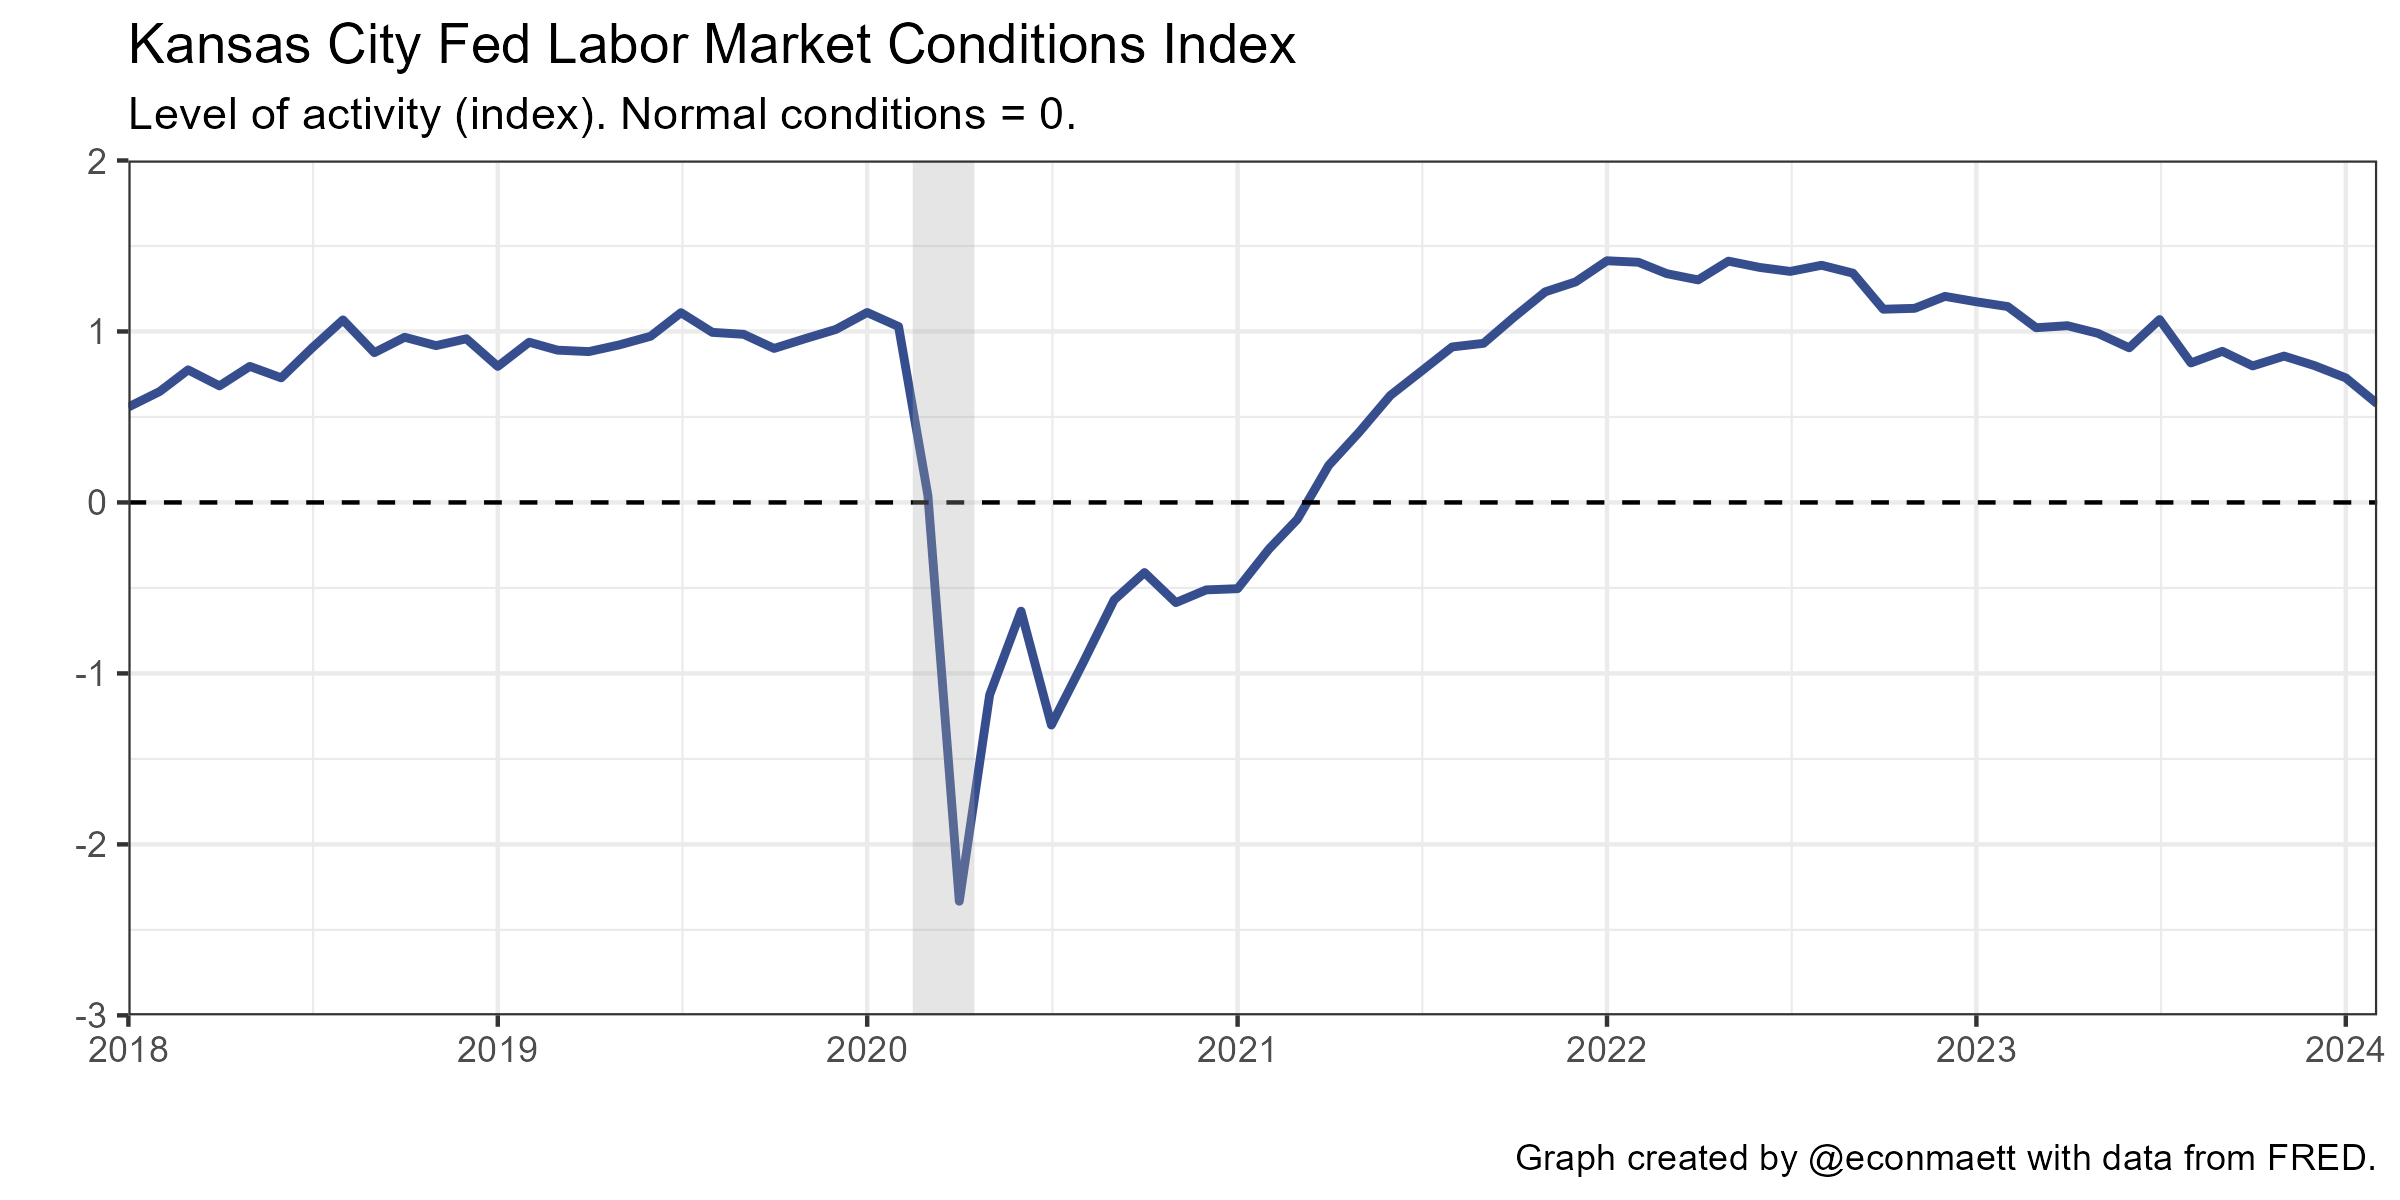 Kansas City Fed Labor Market Conditions Index
Level of activity (index). Normal conditions = 0.
2
1
0
-1
-2
-3
2018 2019 2020 2021 2022 2023 2024
Graph created by @econmaett with data from FRED.